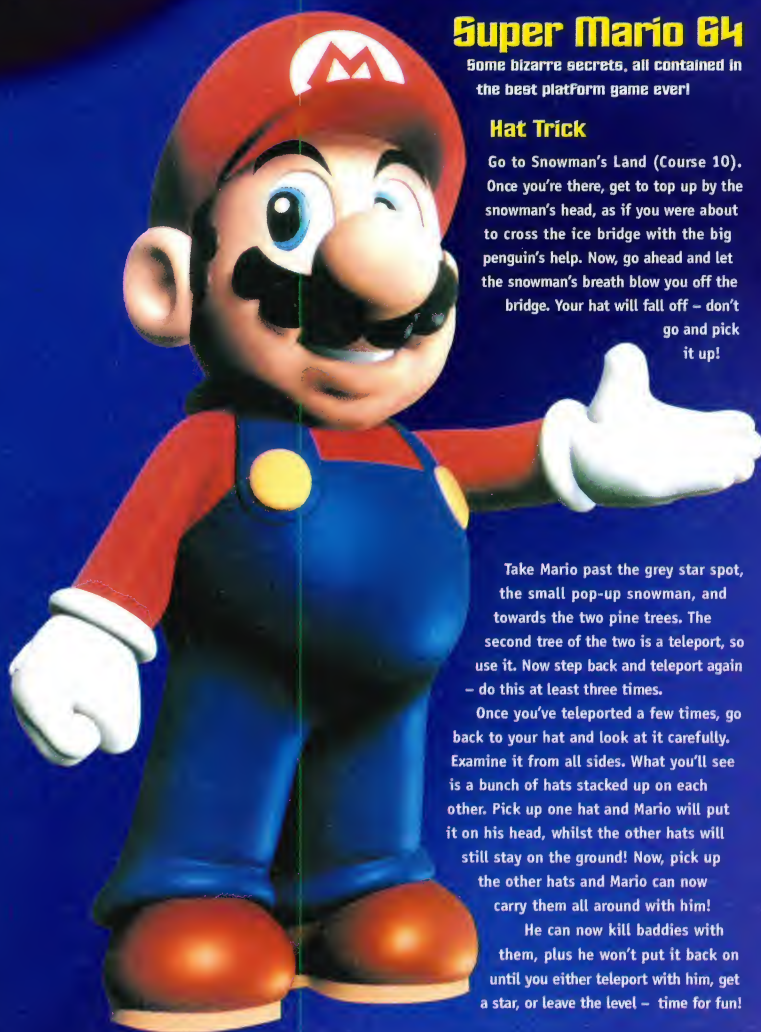 M
Super Mario 64
Some bizarre secrets, all contained in
the best platform game ever!
Hat Trick
Go to Snowman's Land (Course 10).
Once you're there, get to top up by the
snowman's head, as if you were about
to cross the ice bridge with the big
penguin's help. Now, go ahead and let
the snowman's breath blow you off the
bridge. Your hat will fall off – don't
go and pick
it up!
Take Mario past the grey star spot,
the small pop-up snowman, and
towards the two pine trees. The
second tree of the two is a teleport, so
use it. Now step back and teleport again
– do this at least three times.
Once you've teleported a few times, go
back to your hat and look at it carefully.
Examine it from all sides. What you'll see
is a bunch of hats stacked up on each
other. Pick up one hat and Mario will put
it on his head, whilst the other hats will
still stay on the ground! Now, pick up
the other hats and Mario can now
carry them all around with him!
He can now kill baddies with
them, plus he won't put it back on
until you either teleport with him, get
a star, or leave the level – time for fun!